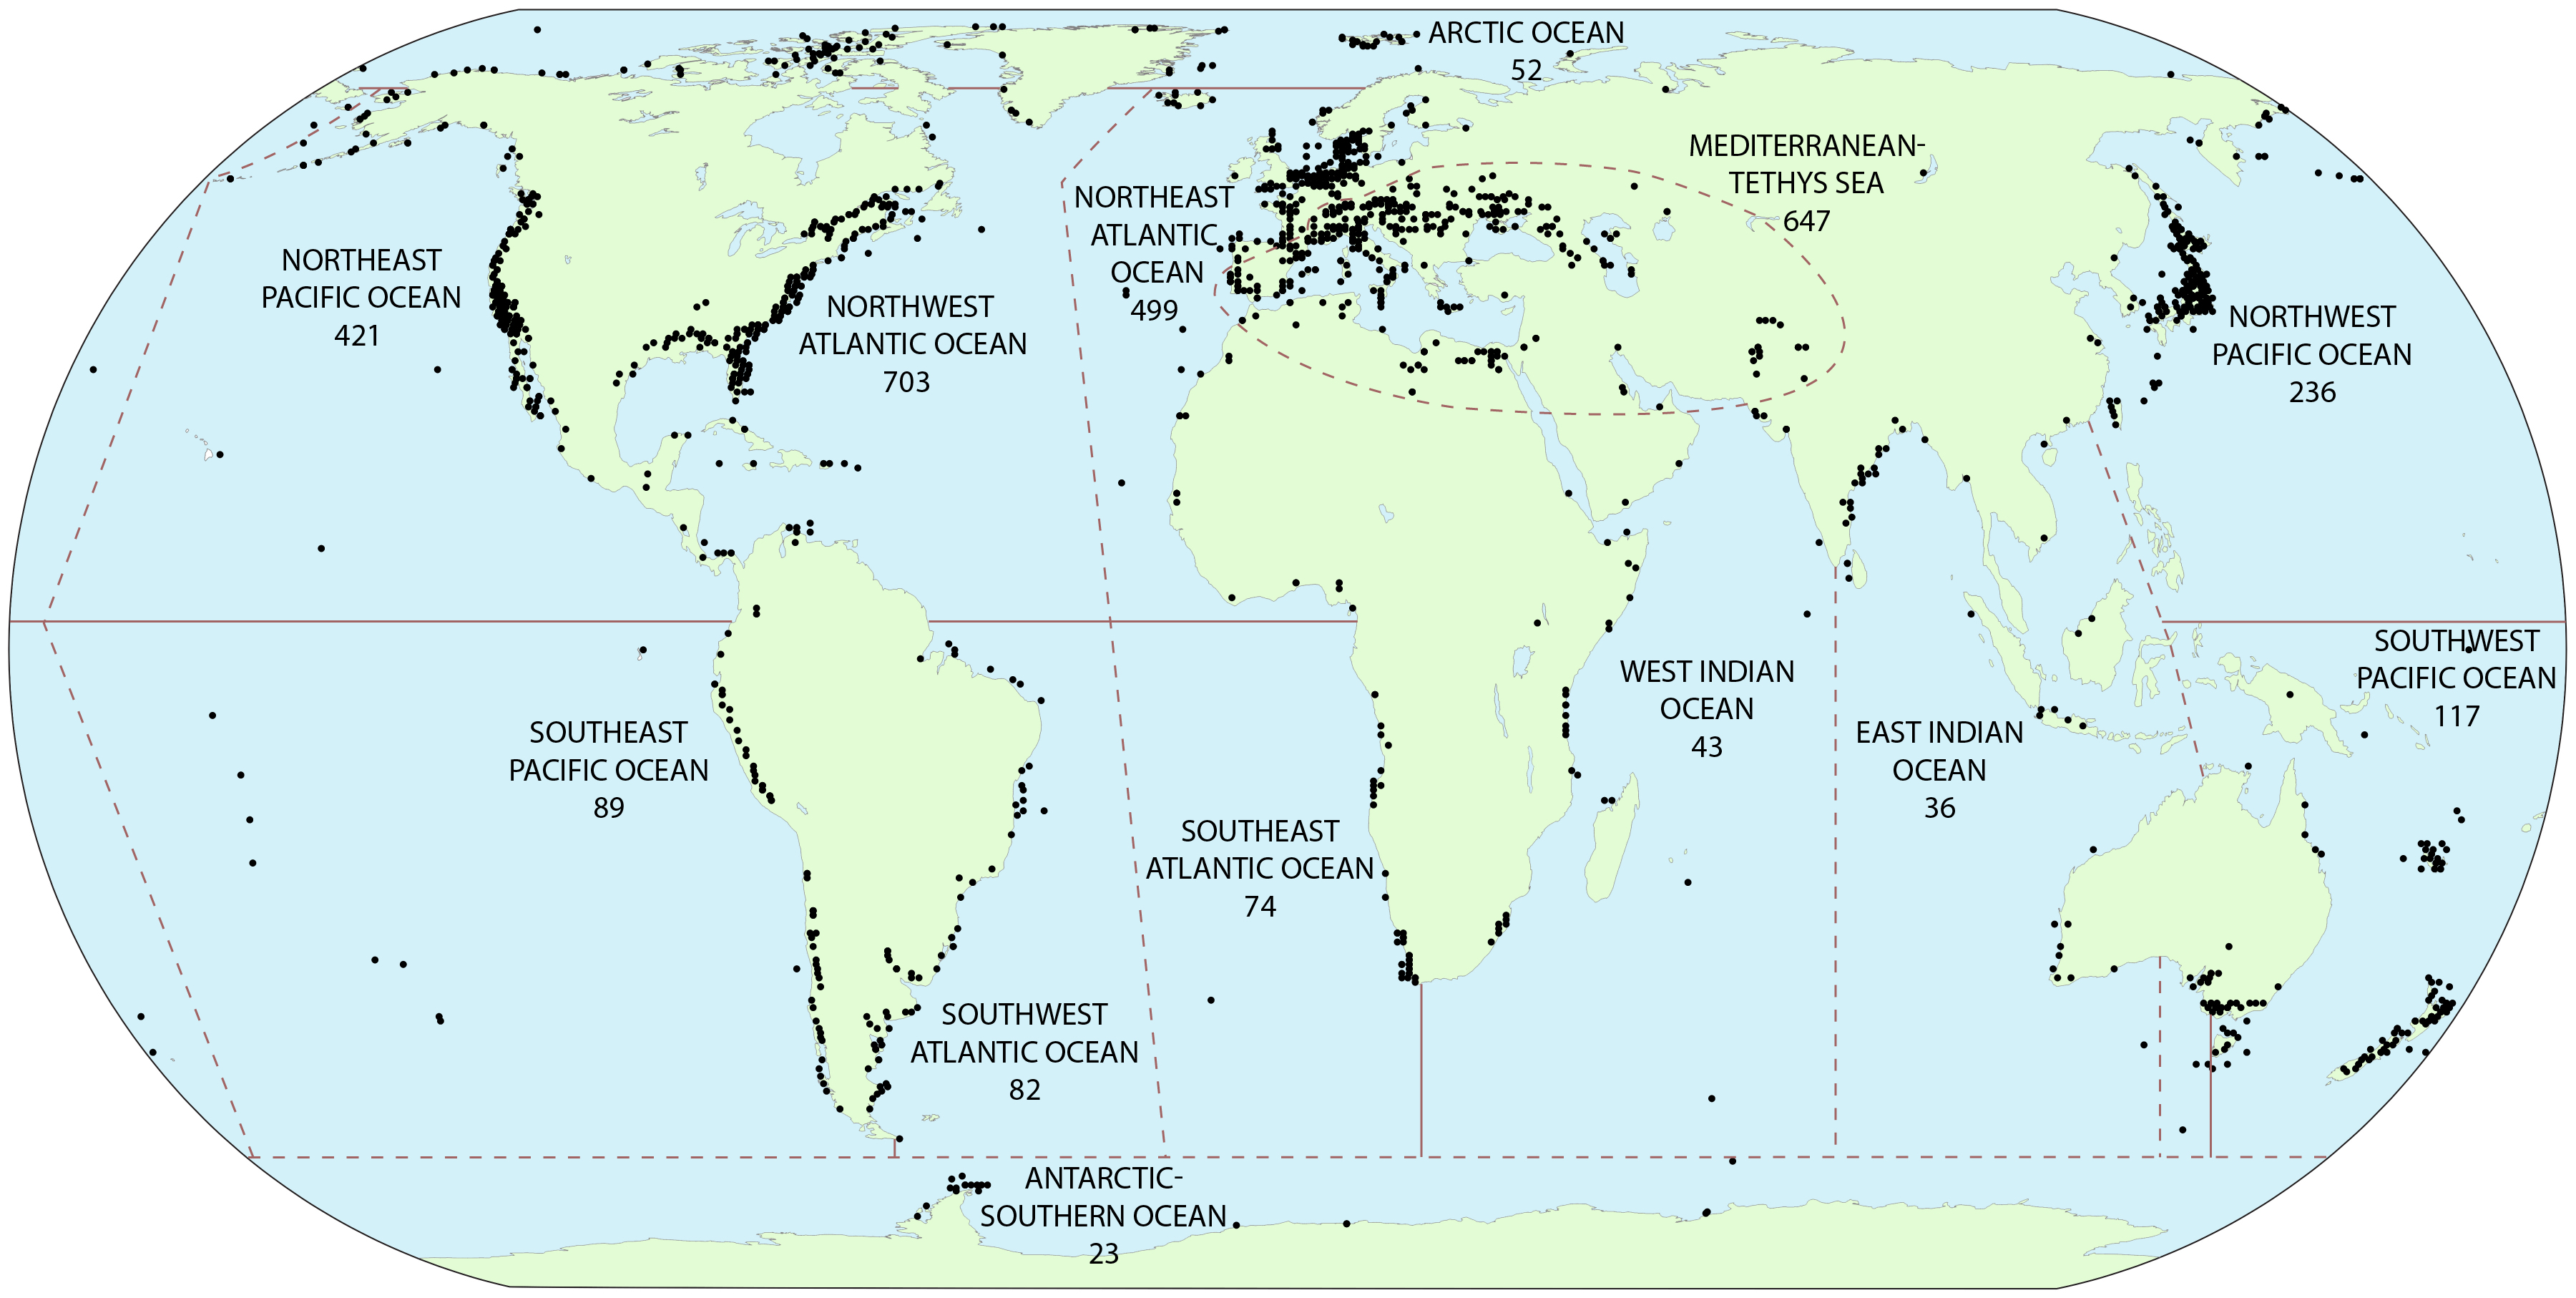 ARCTIC OCEAN
52
MEDITERRANEAN-
TETHYS SEA
647
NORTHEAST
ATLANTIC
OCEAN
499
NORTHEAST
PACIFIC OCEAN
421
NORTHWEST
ATLANTIC OCEAN
703
NORTHWEST
PACIFIC OCEAN
236
SOUTHWEST
PACIFIC OCEAN
117
WEST INDIAN
OCEAN
43
EAST INDIAN
OCEAN
36
SOUTHEAST
PACIFIC OCEAN
89
SOUTHEAST
ATLANTIC OCEAN
74
SOUTHWEST
ATLANTIC OCEAN
82
ANTARCTIC-
SOUTHERN OCEAN
23